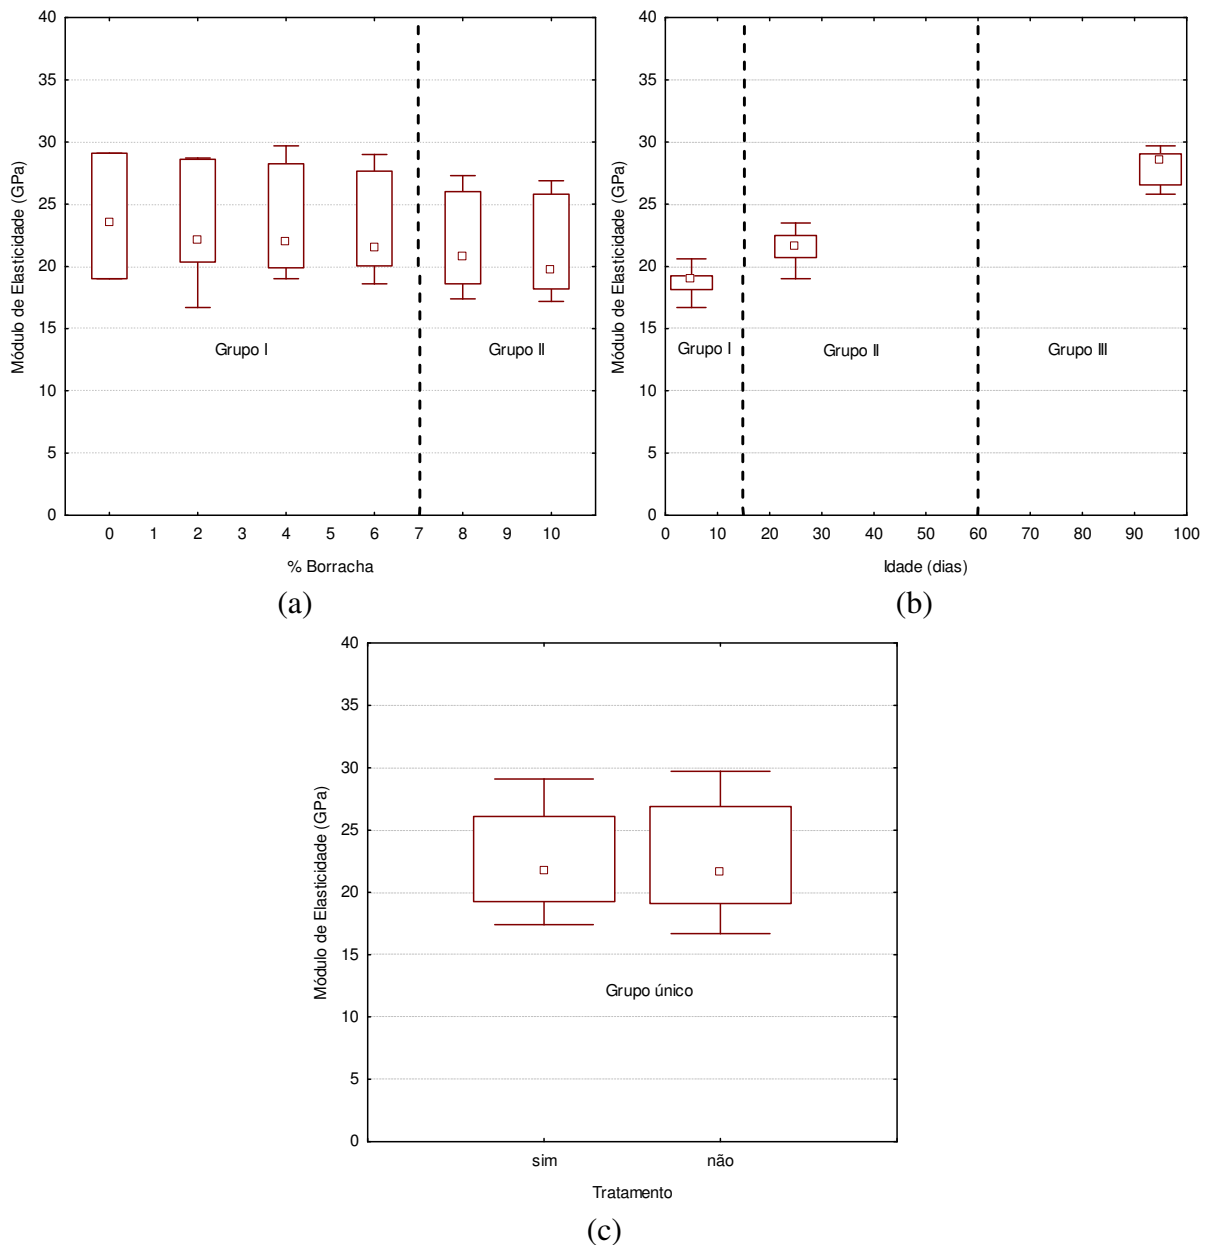 40
35
30
25
20
15
10
5
0
Módulo de Elasticidade (GPa)
Grupo I
Grupo II
0 1 2 3 4 5 6 7 8 9 10
% Borracha
(a)
40
35
30
25
20
15
10
5
0
Módulo de Elasticidade (GPa)
Grupo I
Grupo II
Grupo III
0 10 20 30 40 50 60 70 80 90 100
Idade (dias)
(b)
40
35
30
25
20
15
10
5
0
Módulo de Elasticidade (GPa)
Grupo único
sim não
Tratamento
(c)